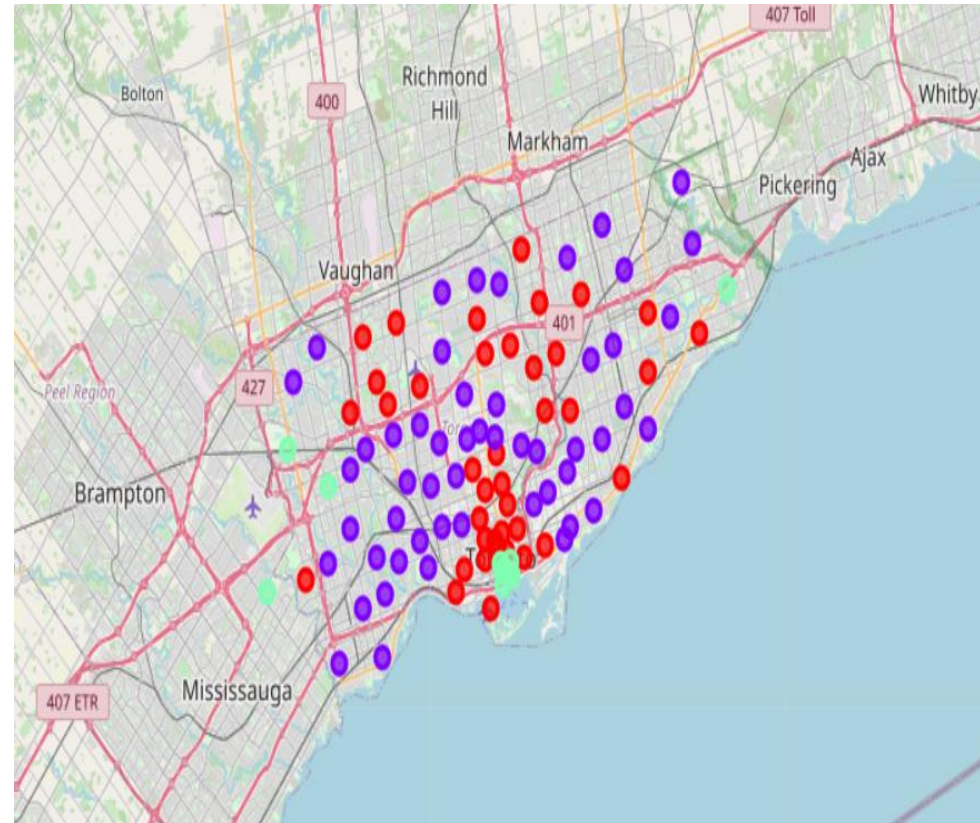 407 Toll
Bolton
Richmond
Hill
400
Whitby
Markham
Ajax
Pickering
Vaughan
401
427
Peel Region
Brampton
Mississauga
407 ETR